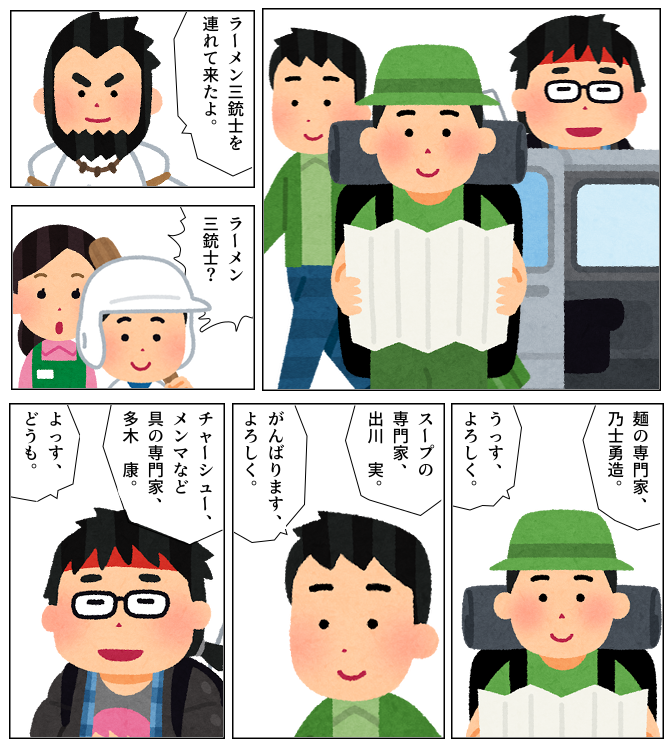 ラーメン三銃士を
連れて来たよ。
ラーメン
三銃士？
麺の専門家、
乃士勇造。
うっす、
よろしく。
スープの
専門家、
出川　実。
がんばります、
よろしく。
チャーシュー、
メンマなど
具の専門家、
多木　康。
よっす、
どうも。